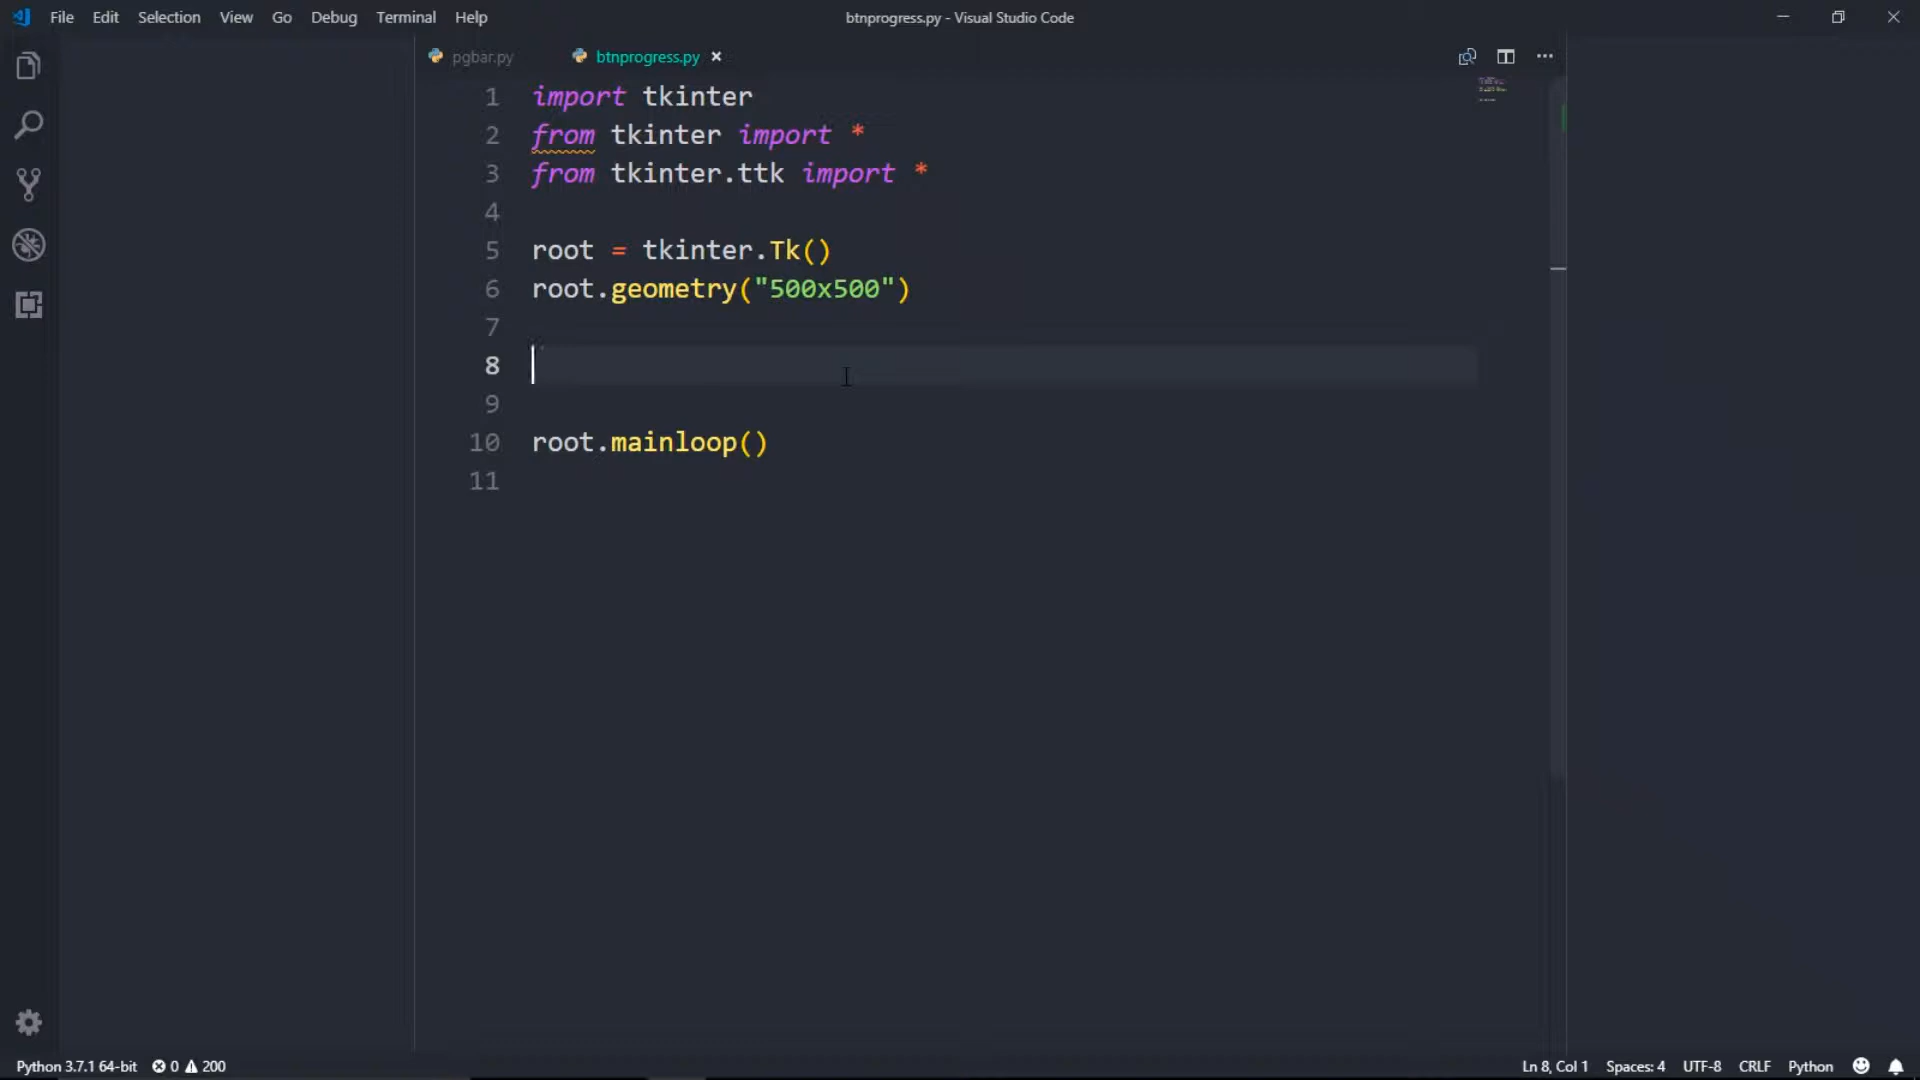 File Edit Selection View Go Debug Terminal Help btnprogress.py - Visual Studio Code
pgbar.py btnprogress.py
1 import tkinter
2 from tkinter import *
3 from tkinter.ttk import *
4
5 root = tkinter.Tk()
6 root.geometry("500x500")
7
8
9
10 root.mainloop()
11
Python 3.7.1 64-bit 0 200 Ln 8, Col 1 Spaces: 4 UTF-8 CRLF Python